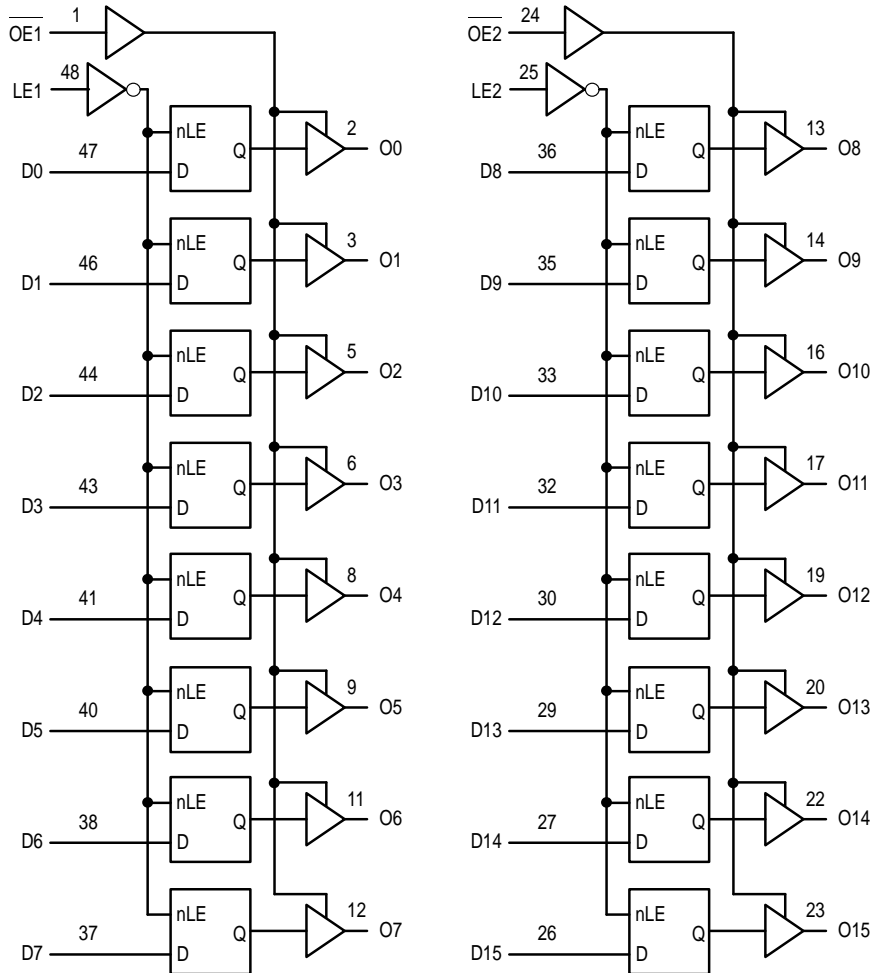 1
OE1
48
LE1
nLE
2
47
Q
O0
D0
D
nLE
3
46
Q
O1
D1
D
nLE
5
44
Q
O2
D2
D
nLE
6
43
Q
O3
D3
D
nLE
8
41
Q
O4
D4
D
nLE
9
40
Q
O5
D5
D
nLE
11
38
Q
O6
D6
D
nLE
12
37
Q
O7
D7
D
24
OE2
25
LE2
nLE
13
36
Q
O8
D8
D
nLE
14
35
Q
O9
D9
D
nLE
16
33
Q
O10
D10
D
nLE
17
32
Q
O11
D11
D
nLE
19
30
Q
O12
D12
D
nLE
20
29
Q
O13
D13
D
nLE
22
27
Q
O14
D14
D
nLE
23
26
Q
O15
D15
D